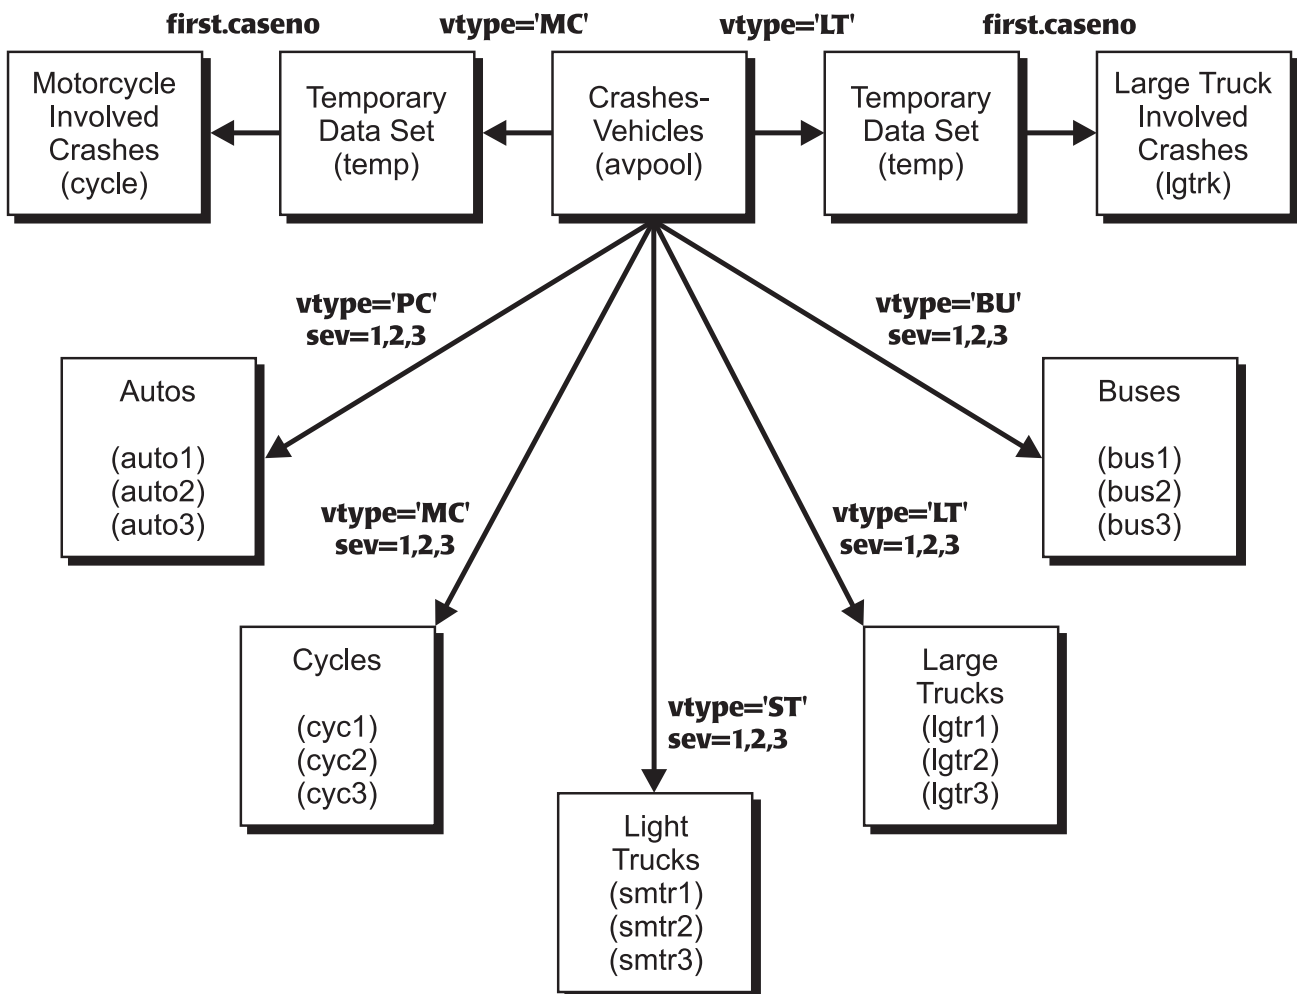 first.caseno
vtype='MC'
vtype='LT'
first.caseno
Motorcycle
Involved
Crashes
(cycle)
Temporary
Data Set
(temp)
Crashes-
Vehicles
(avpool)
Temporary
Data Set
(temp)
Large Truck
Involved
Crashes
(lgtrk)
vtype='PC'
sev=1,2,3
vtype='BU'
sev=1,2,3
Autos
(auto1)
(auto2)
(auto3)
Buses
(bus1)
(bus2)
(bus3)
vtype='MC'
sev=1,2,3
vtype='LT'
sev=1,2,3
Cycles
(cyc1)
(cyc2)
(cyc3)
Large
Trucks
(lgtr1)
(lgtr2)
(lgtr3)
vtype='ST'
sev=1,2,3
Light
Trucks
(smtr1)
(smtr2)
(smtr3)